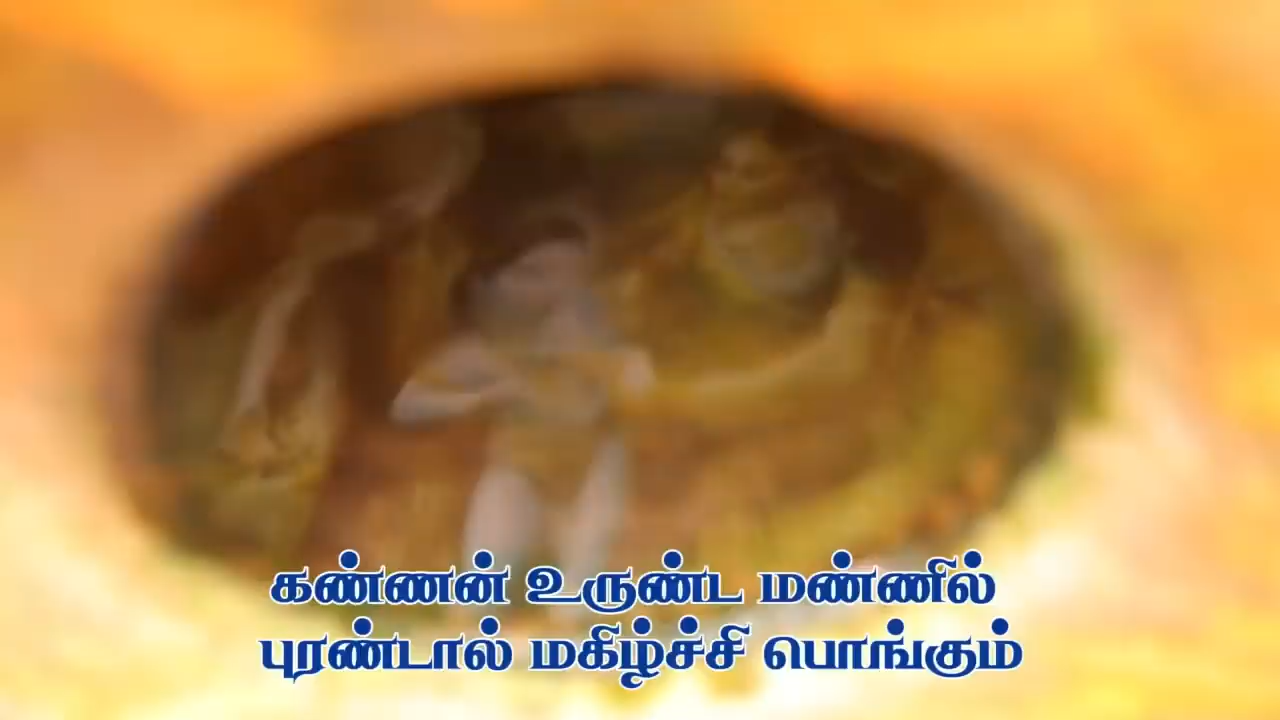 கண்ணன் உருண்ட மண்ணில்
புரண்டால் மகிழ்ச்சி பொங்கும்